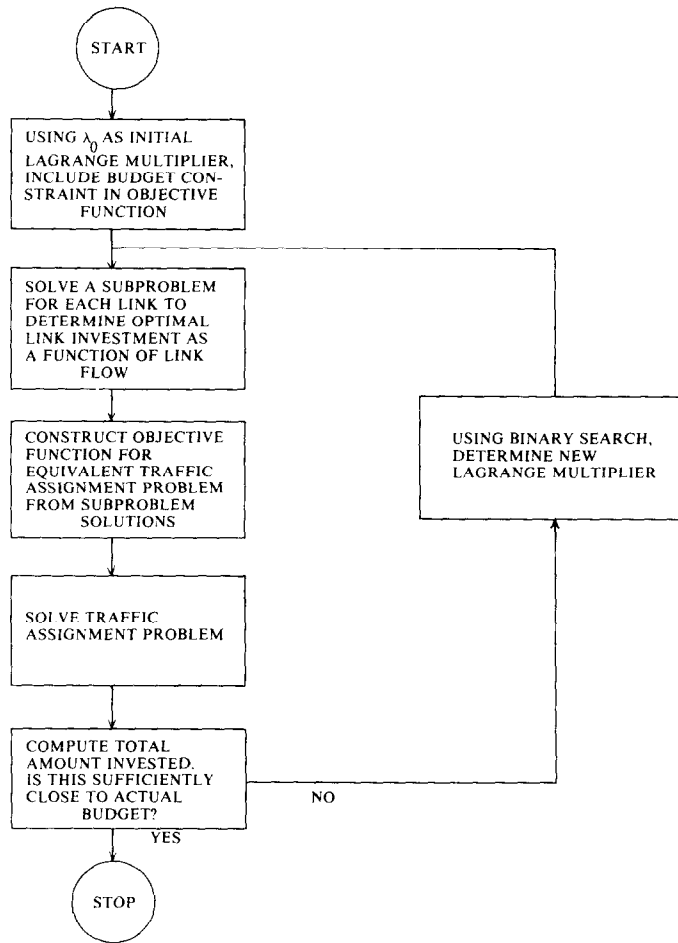 START
USING λ0 AS INITIAL
LAGRANGE MULTIPLIER,
INCLUDE BUDGET CON-
STRAINT IN OBJECTIVE
FUNCTION
SOLVE A SUBPROBLEM
FOR EACH LINK TO
DETERMINE OPTIMAL
LINK INVESTMENT AS
A FUNCTION OF LINK
FLOW
CONSTRUCT OBJECTIVE
FUNCTION FOR
EQUIVALENT TRAFFIC
ASSIGNMENT PROBLEM
FROM SUBPROBLEM
SOLUTIONS
SOLVE TRAFFIC
ASSIGNMENT PROBLEM
COMPUTE TOTAL
AMOUNT INVESTED.
IS THIS SUFFICIENTLY
CLOSE TO ACTUAL
BUDGET?
NO
YES
STOP
USING BINARY SEARCH,
DETERMINE NEW
LAGRANGE MULTIPLIER